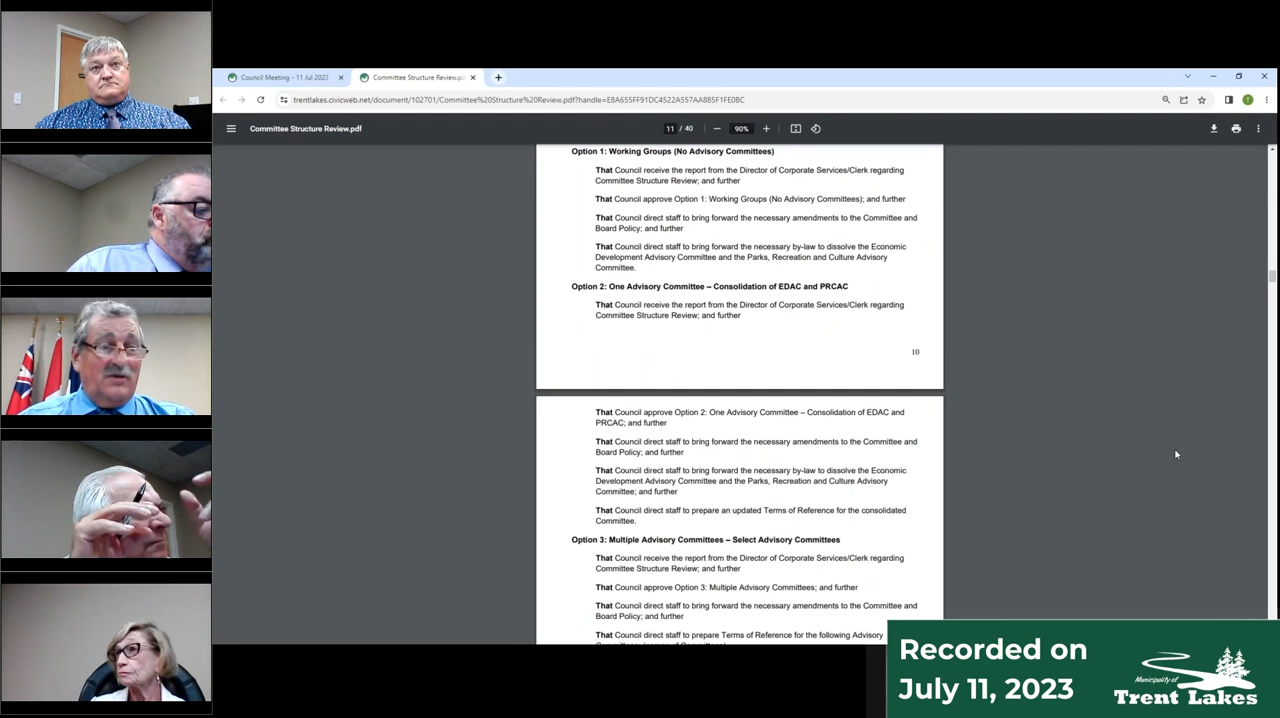 Council Meeting - 11 Jul 2023
Committee Structure Review.pdf
trentlakes.civicweb.net/document/102701/Committee%20Structure%20Review.pdf?handle=E8A655FF91DC4522A557AA885F1FE0BC
T
Committee Structure Review.pdf
11 / 40
90%
Option 1: Working Groups (No Advisory Committees)
That Council receive the report from the Director of Corporate Services/Clerk regarding
Committee Structure Review; and further
That Council approve Option 1: Working Groups (No Advisory Committees); and further
That Council direct staff to bring forward the necessary amendments to the Committee and
Board Policy; and further
That Council direct staff to bring forward the necessary by-law to dissolve the Economic
Development Advisory Committee and the Parks, Recreation and Culture Advisory
Committee.
Option 2: One Advisory Committee – Consolidation of EDAC and PRCAC
That Council receive the report from the Director of Corporate Services/Clerk regarding
Committee Structure Review; and further
10
That Council approve Option 2: One Advisory Committee – Consolidation of EDAC and
PRCAC; and further
That Council direct staff to bring forward the necessary amendments to the Committee and
Board Policy; and further
That Council direct staff to bring forward the necessary by-law to dissolve the Economic
Development Advisory Committee and the Parks, Recreation and Culture Advisory
Committee; and further
That Council direct staff to prepare an updated Terms of Reference for the consolidated
Committee.
Option 3: Multiple Advisory Committees – Select Advisory Committees
That Council receive the report from the Director of Corporate Services/Clerk regarding
Committee Structure Review; and further
That Council approve Option 3: Multiple Advisory Committees; and further
That Council direct staff to bring forward the necessary amendments to the Committee and
Board Policy; and further
That Council direct staff to prepare Terms of Reference for the following Advisory
Recorded on
July 11, 2023
Municipality of
Trent Lakes